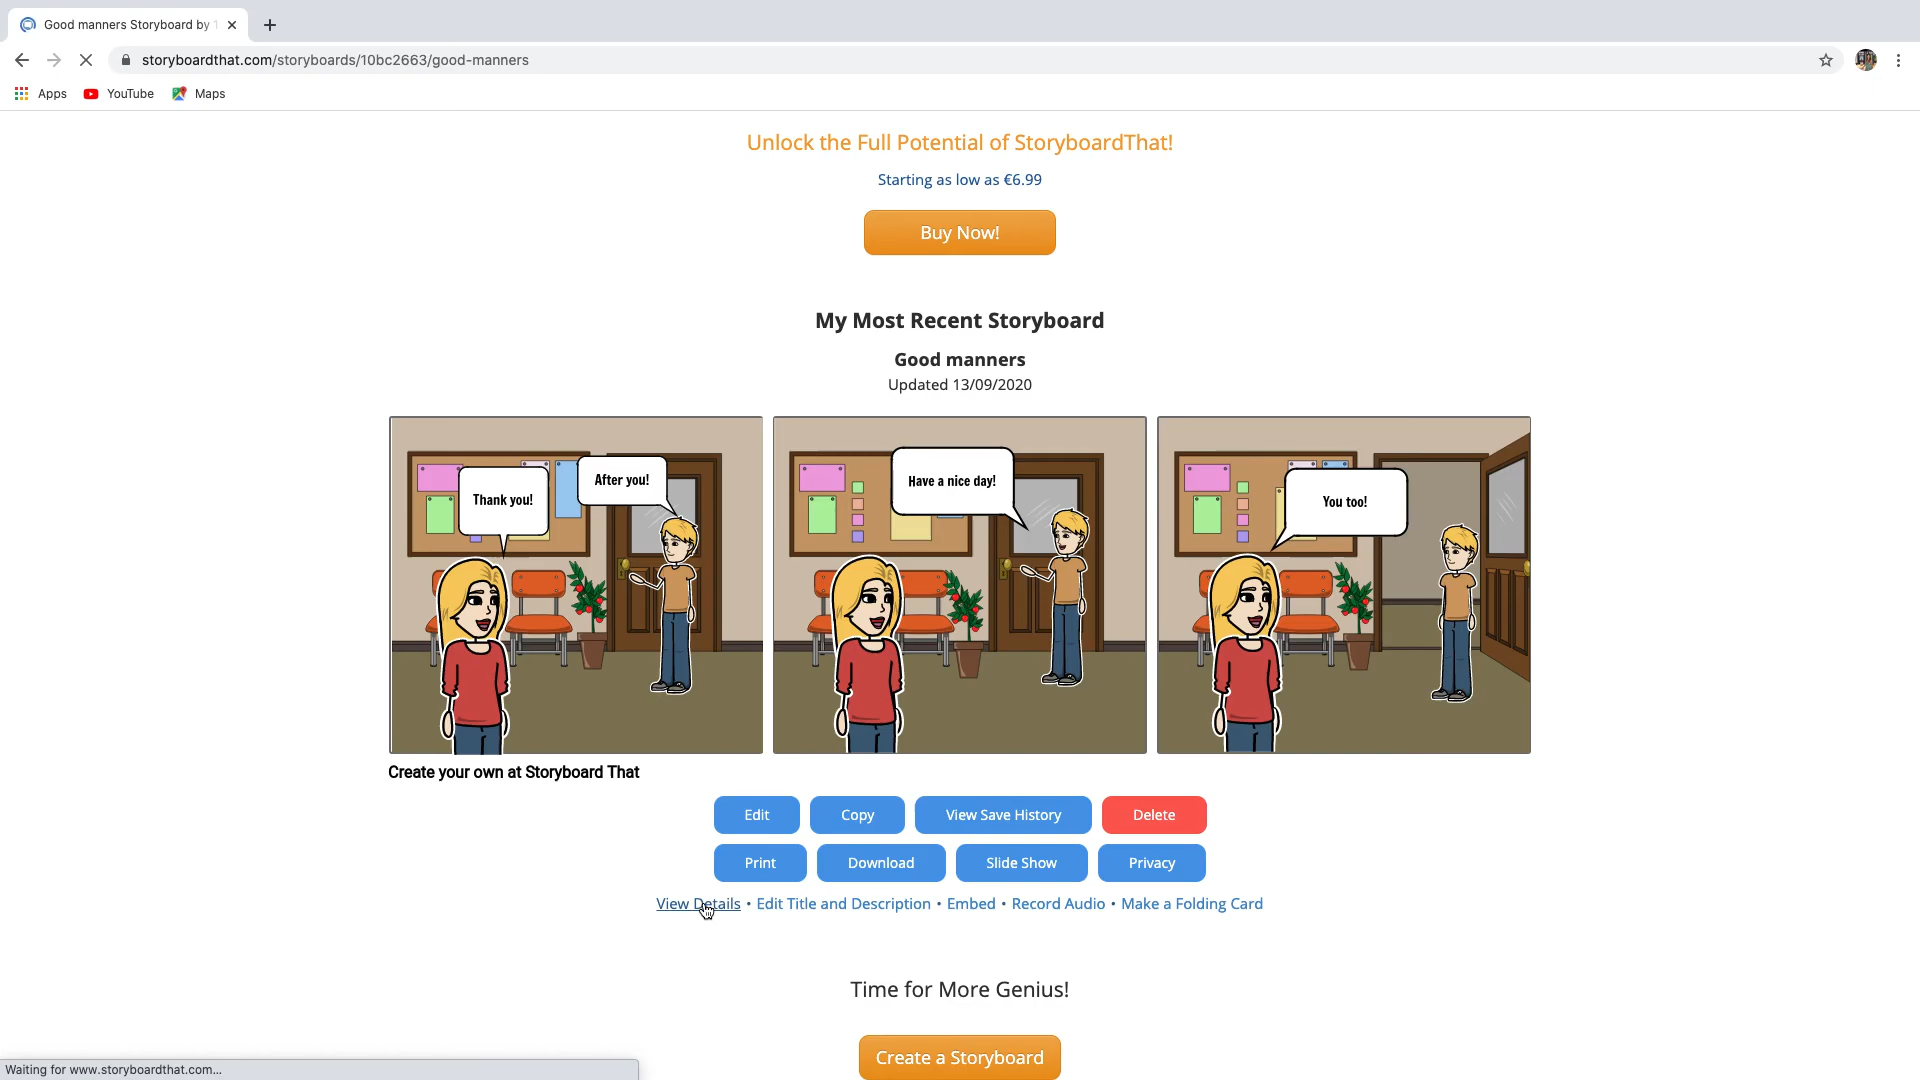 Good manners Storyboard by
storyboardthat.com/storyboards/10bc2663/good-manners
Apps YouTube Maps
Unlock the Full Potential of StoryboardThat!
Starting as low as €6.99
Buy Now!
My Most Recent Storyboard
Good manners
Updated 13/09/2020
Thank you!
After you!
Have a nice day!
You too!
Create your own at Storyboard That
Edit Copy View Save History Delete
Print Download Slide Show Privacy
View Details • Edit Title and Description • Embed • Record Audio • Make a Folding Card
Time for More Genius!
Create a Storyboard
Waiting for www.storyboardthat.com...